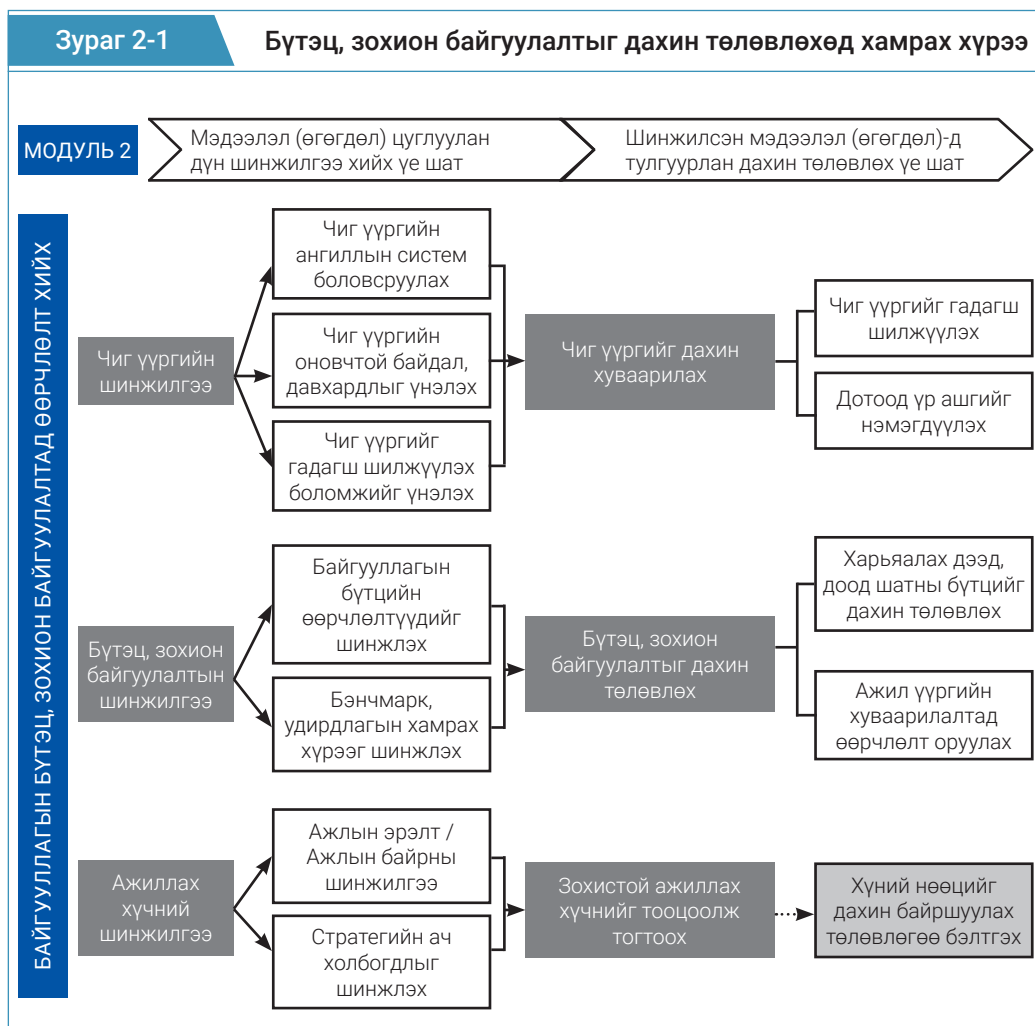 Зураг 2-1
Бүтэц, зохион байгуулалтыг дахин төлөвлөхөд хамрах хүрээ
МОДУЛЬ 2
Мэдээлэл (өгөгдөл) цуглуулан
дүн шинжилгээ хийх үе шат
Шинжилсэн мэдээлэл (өгөгдөл)-д
тулгуурлан дахин төлөвлөх үе шат
БАЙГУУЛЛАГЫН БҮТЭЦ, ЗОХИОН БАЙГУУЛАЛТАД ӨӨРЧЛӨЛТ ХИЙХ
Чиг үүргийн
шинжилгээ
Чиг үүргийн
ангиллын систем
боловсруулах
Чиг үүргийн
оновчтой байдал,
давхардлыг үнэлэх
Чиг үүргийг
гадагш шилжүүлэх
боломжийг үнэлэх
Чиг үүргийг дахин
хуваарилах
Чиг үүргийг гадагш
шилжүүлэх
Дотоод үр ашгийг
нэмэгдүүлэх
Бүтэц, зохион
байгуулалтын
шинжилгээ
Байгууллагын
бүтцийн
өөрчлөлтүүдийг
шинжлэх
Бэнчмарк,
удирдлагын хамрах
хүрээг шинжлэх
Бүтэц, зохион
байгуулалтыг дахин
төлөвлөх
Харьяалах дээд,
доод шатны бүтцийг
дахин төлөвлөх
Ажил үүргийн
хуваарилалтад
өөрчлөлт оруулах
Ажиллах
хүчний
шинжилгээ
Ажлын эрэлт /
Ажлын байрны
шинжилгээ
Стратегийн ач
холбогдлыг
шинжлэх
Зохистой ажиллах
хүчнийг тооцоолж
тогтоох
Хүний нөөцийг
дахин байршуулах
төлөвлөгөө бэлтгэх